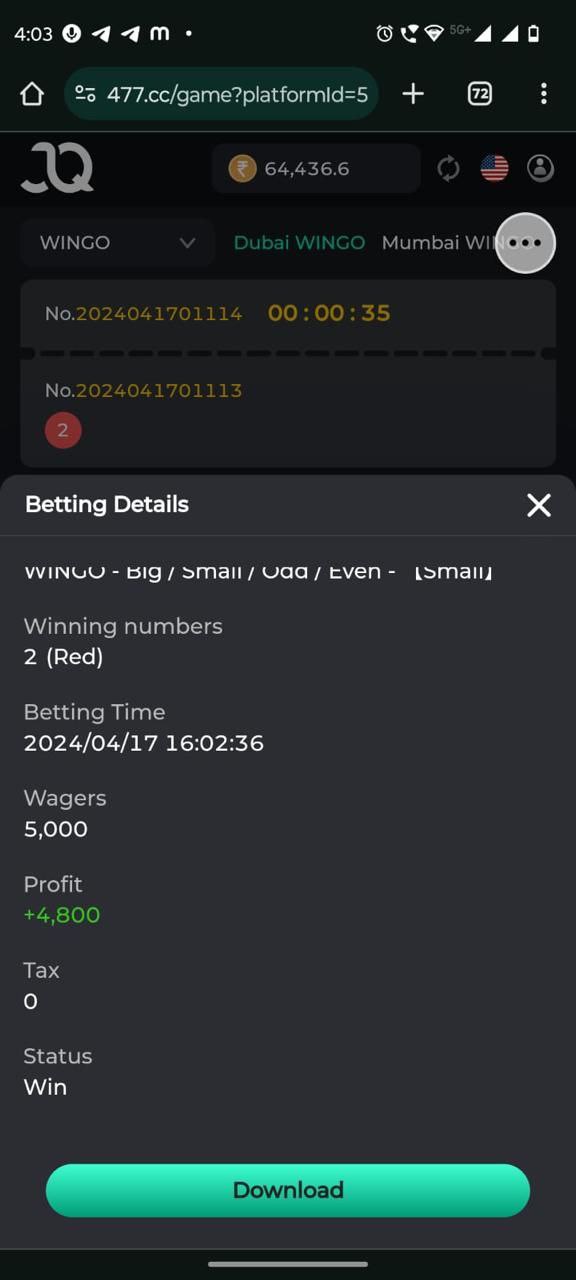 4:03 m 5G+
477.cc/game?platformId=5 72
JQ ₹ 64,436.6
WINGO Dubai WINGO Mumbai WINGO
No.2024041701114 00:00:35
No.2024041701113
2
Betting Details
WINGO - Big / Small / Odd / Even - 【Small】
Winning numbers
2 (Red)
Betting Time
2024/04/17 16:02:36
Wagers
5,000
Profit
+4,800
Tax
0
Status
Win
Download